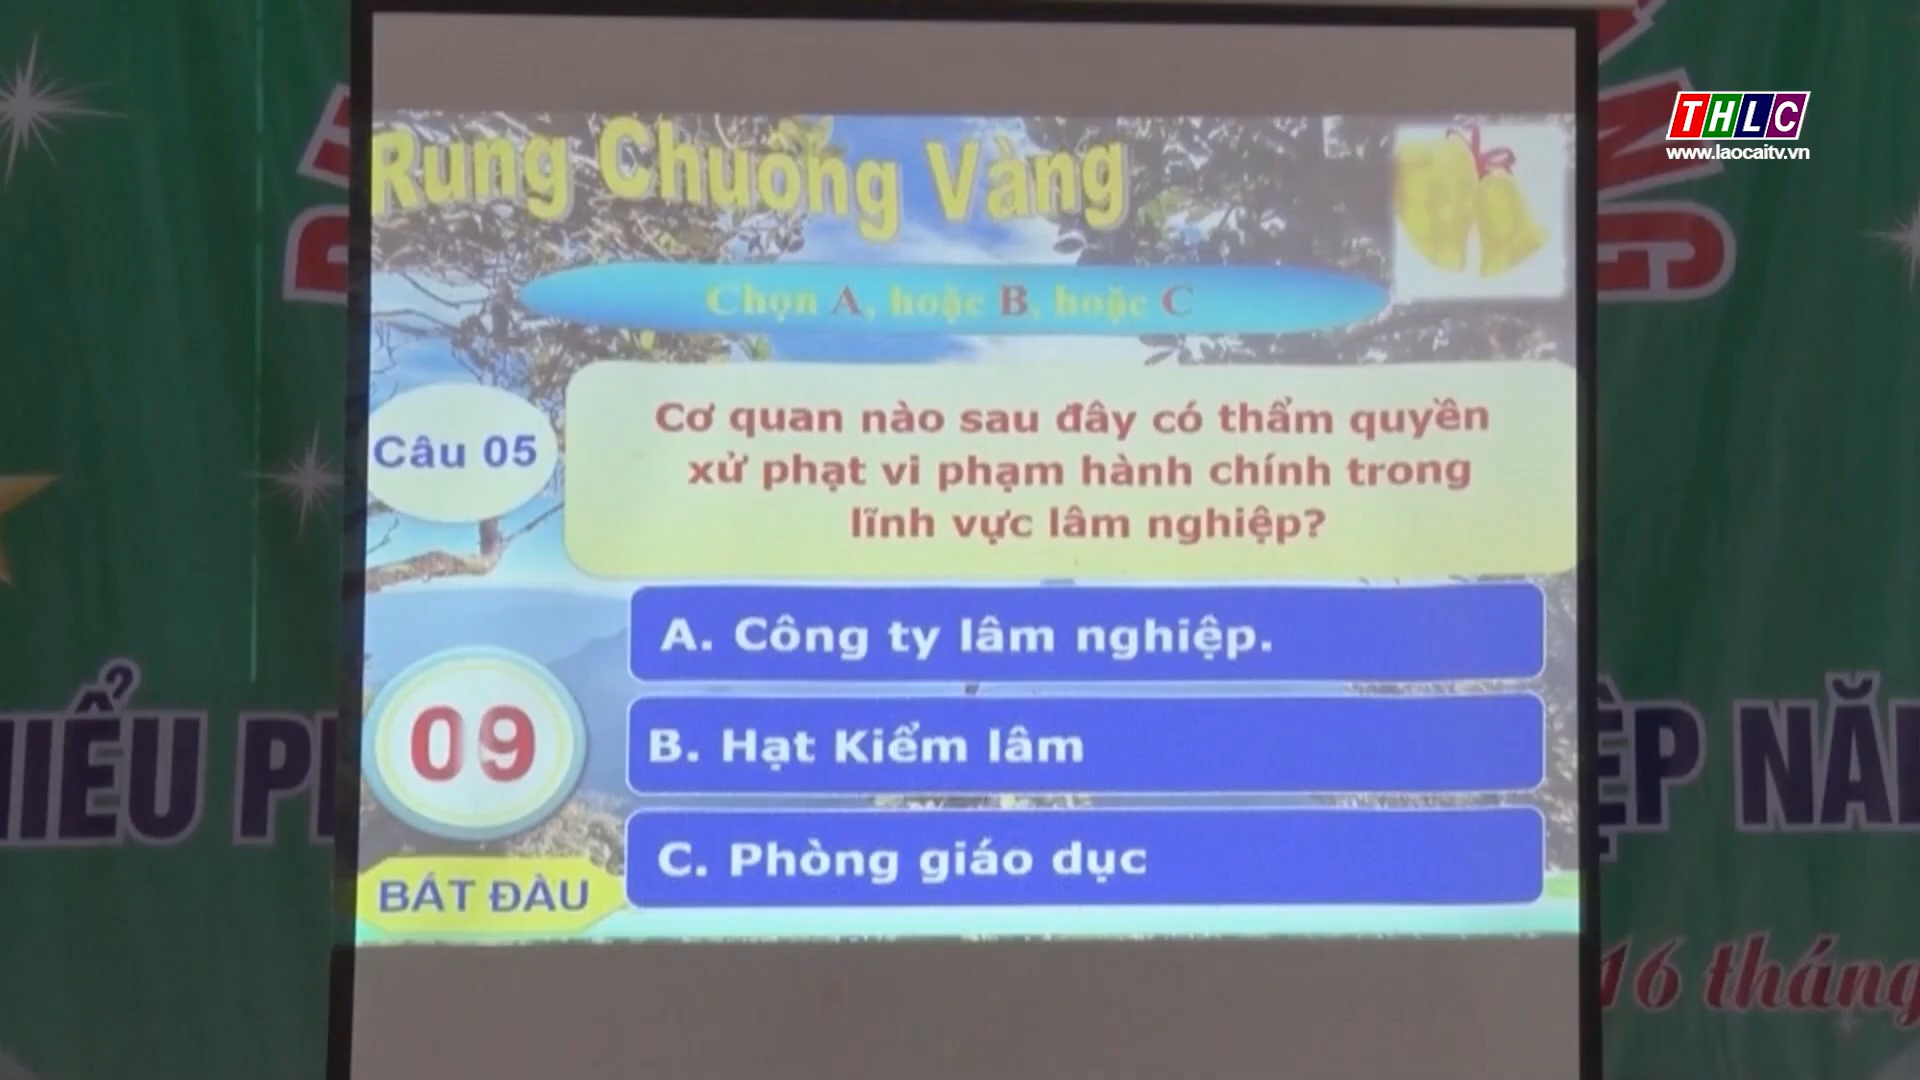 THLC
www.laocaitv.vn
Rung Chuông Vàng
Chọn A, hoặc B, hoặc C
Câu 05
Cơ quan nào sau đây có thẩm quyền
xử phạt vi phạm hành chính trong
lĩnh vực lâm nghiệp?
A. Công ty lâm nghiệp.
09
B. Hạt Kiểm lâm
C. Phòng giáo dục
BẮT ĐẦU
16 tháng